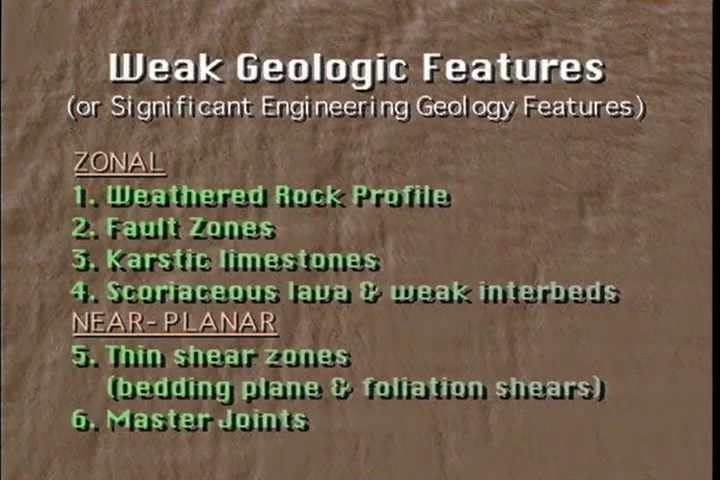 Weak Geologic Features
(or Significant Engineering Geology Features)
ZONAL
1. Weathered Rock Profile
2. Fault Zones
3. Karstic limestones
4. Scoriaceous lava & weak interbeds
NEAR-PLANAR
5. Thin shear zones
(bedding plane & foliation shears)
6. Master Joints